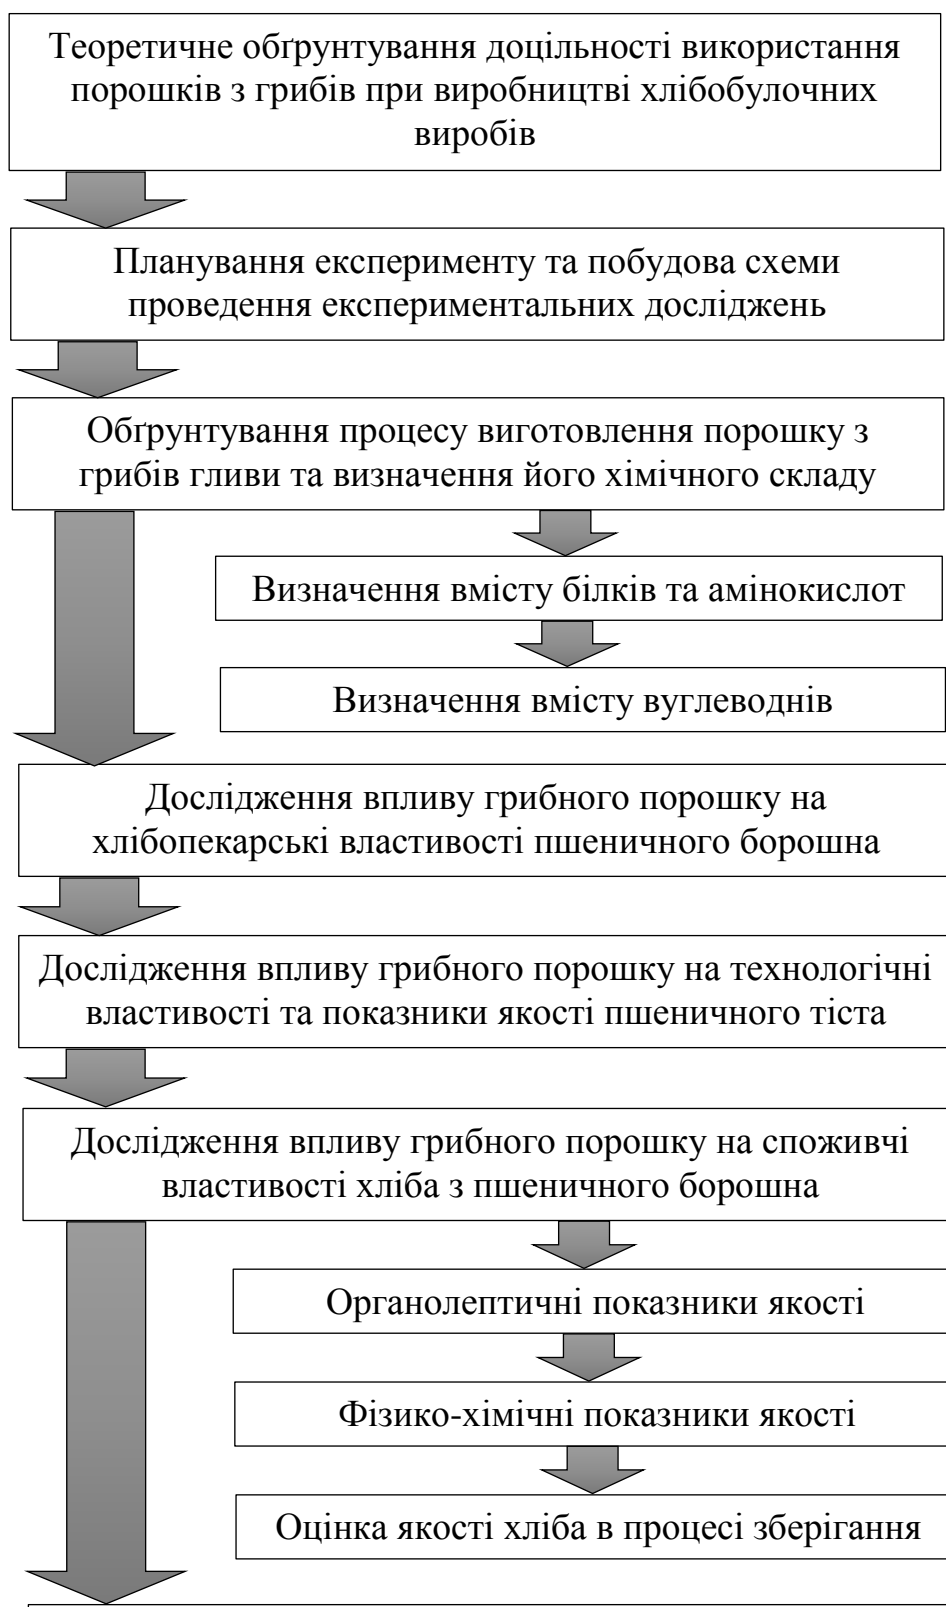 Теоретичне обґрунтування доцільності використання
порошків з грибів при виробництві хлібобулочних
виробів
Планування експерименту та побудова схеми
проведення експериментальних досліджень
Обґрунтування процесу виготовлення порошку з
грибів гливи та визначення його хімічного складу
Визначення вмісту білків та амінокислот
Визначення вмісту вуглеводнів
Дослідження впливу грибного порошку на
хлібопекарські властивості пшеничного борошна
Дослідження впливу грибного порошку на технологічні
властивості та показники якості пшеничного тіста
Дослідження впливу грибного порошку на споживчі
властивості хліба з пшеничного борошна
Органолептичні показники якості
Фізико-хімічні показники якості
Оцінка якості хліба в процесі зберігання